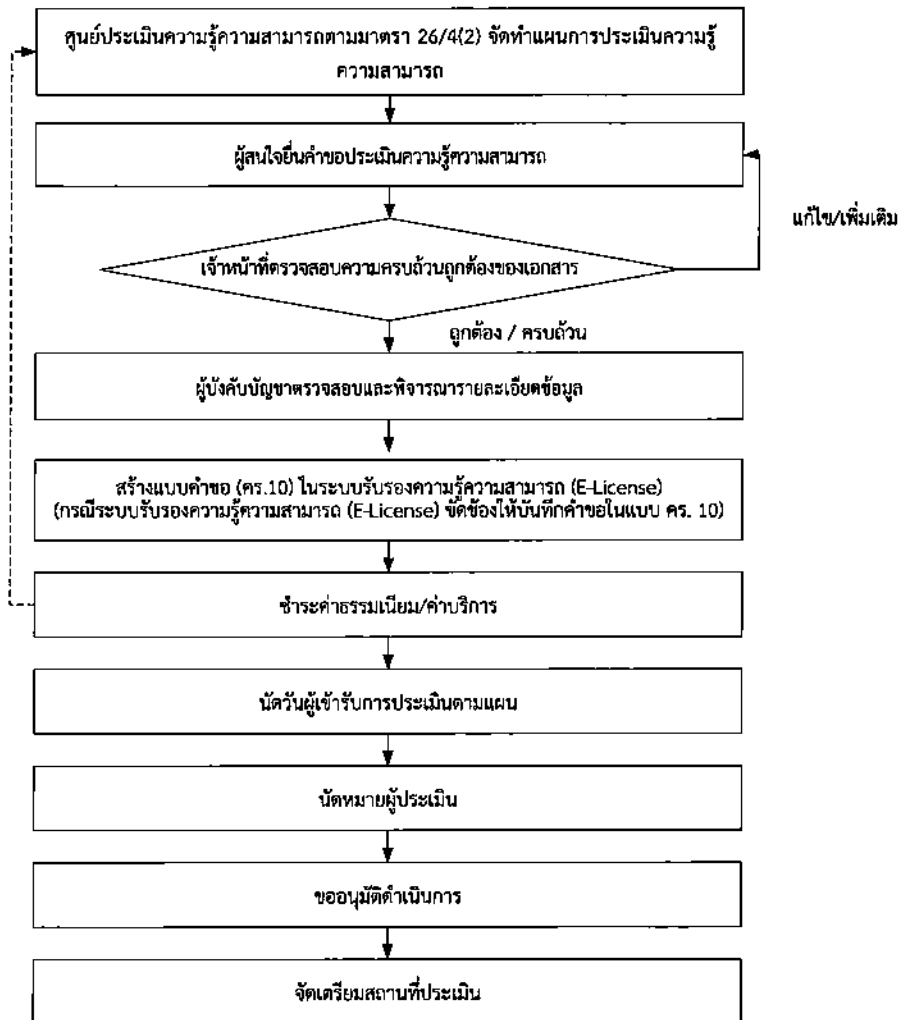 ศูนย์ประเมินความรู้ความสามารถตามมาตรา 26/4(2) จัดทำแผนการประเมินความรู้
ความสามารถ
ผู้สนใจยื่นคำขอประเมินความรู้ความสามารถ
แก้ไข/เพิ่มเติม
เจ้าหน้าที่ตรวจสอบความครบถ้วนถูกต้องของเอกสาร
ถูกต้อง / ครบถ้วน
ผู้บังคับบัญชาตรวจสอบและพิจารณารายละเอียดข้อมูล
สร้างแบบคำขอ (คร.10) ในระบบรับรองความรู้ความสามารถ (E-License)
(กรณีระบบรับรองความรู้ความสามารถ (E-License) ขัดข้องให้บันทึกคำขอในแบบ คร. 10)
ชำระค่าธรรมเนียม/ค่าบริการ
นัดวันผู้เข้ารับการประเมินตามแผน
นัดหมายผู้ประเมิน
ขออนุมัติดำเนินการ
จัดเตรียมสถานที่ประเมิน